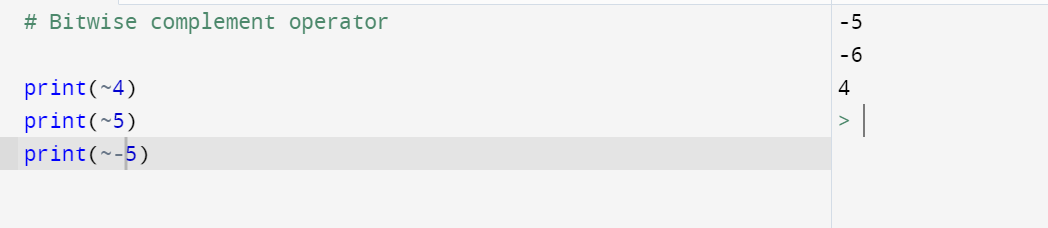 # Bitwise complement operator
print(~4)
print(~5)
print(~-5)
-5
-6
4
>